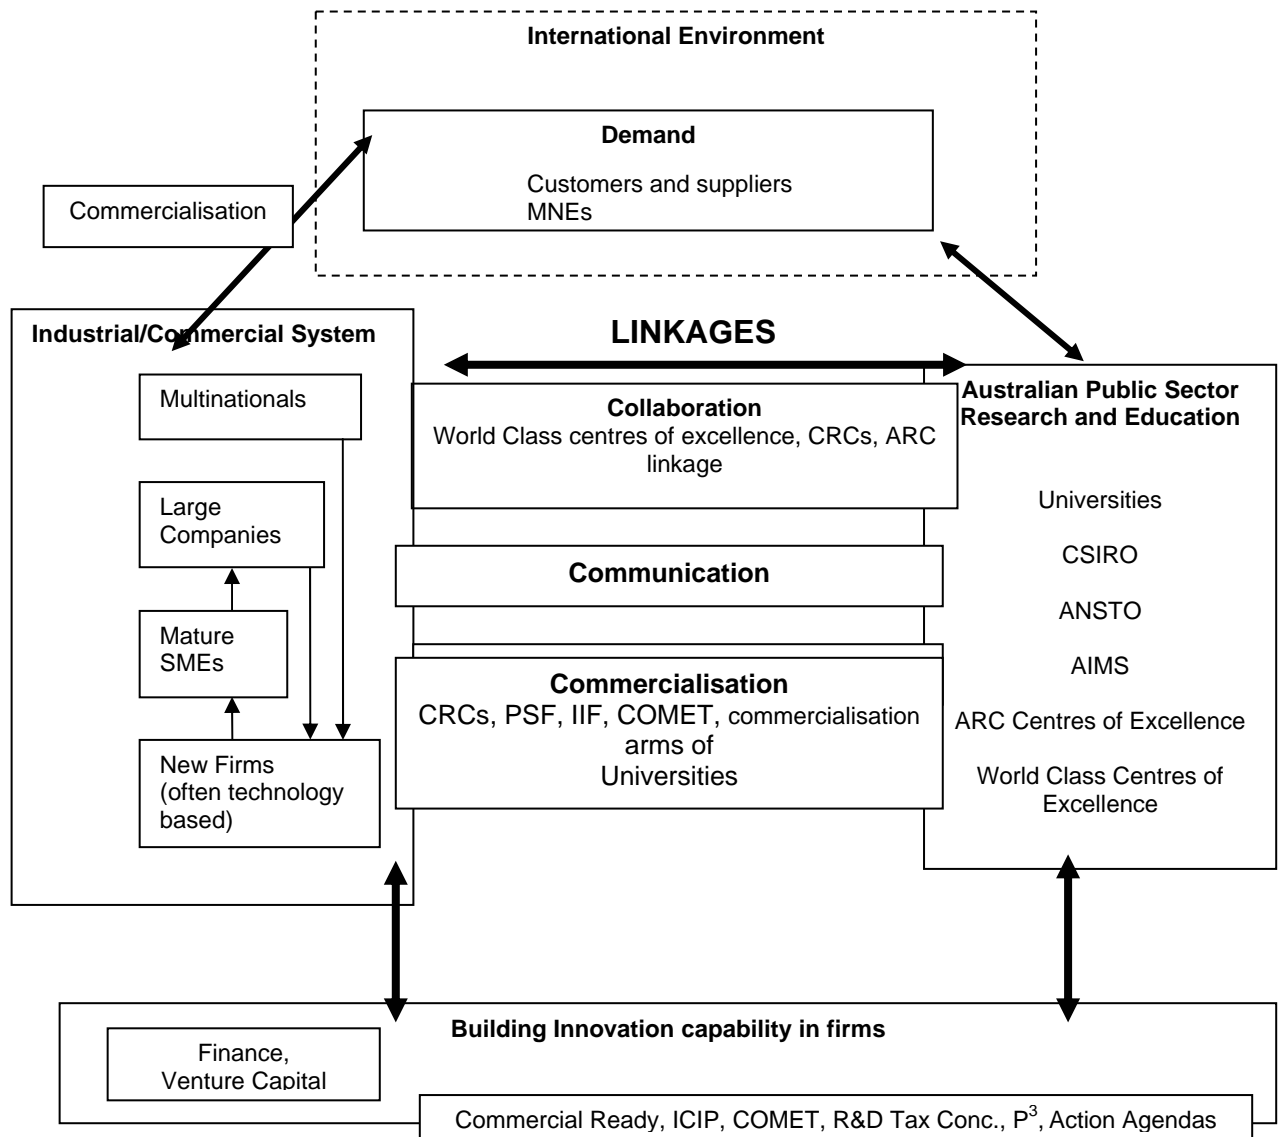 International Environment
Demand
Customers and suppliers
MNEs
Commercialisation
Industrial/Commercial System
Multinationals
Large
Companies
Mature
SMEs
New Firms
(often technology
based)
LINKAGES
Collaboration
World Class centres of excellence, CRCs, ARC
linkage
Communication
Commercialisation
CRCs, PSF, IIF, COMET, commercialisation
arms of
Universities
Australian Public Sector
Research and Education
Universities
CSIRO
ANSTO
AIMS
ARC Centres of Excellence
World Class Centres of
Excellence
Building Innovation capability in firms
Finance,
Venture Capital
Commercial Ready, ICIP, COMET, R&D Tax Conc., P³, Action Agendas